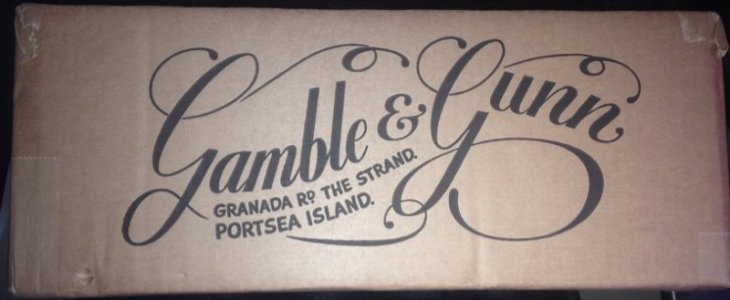 Gamble & Gunn
GRANADA RD THE STRAND.
PORTSEA ISLAND.